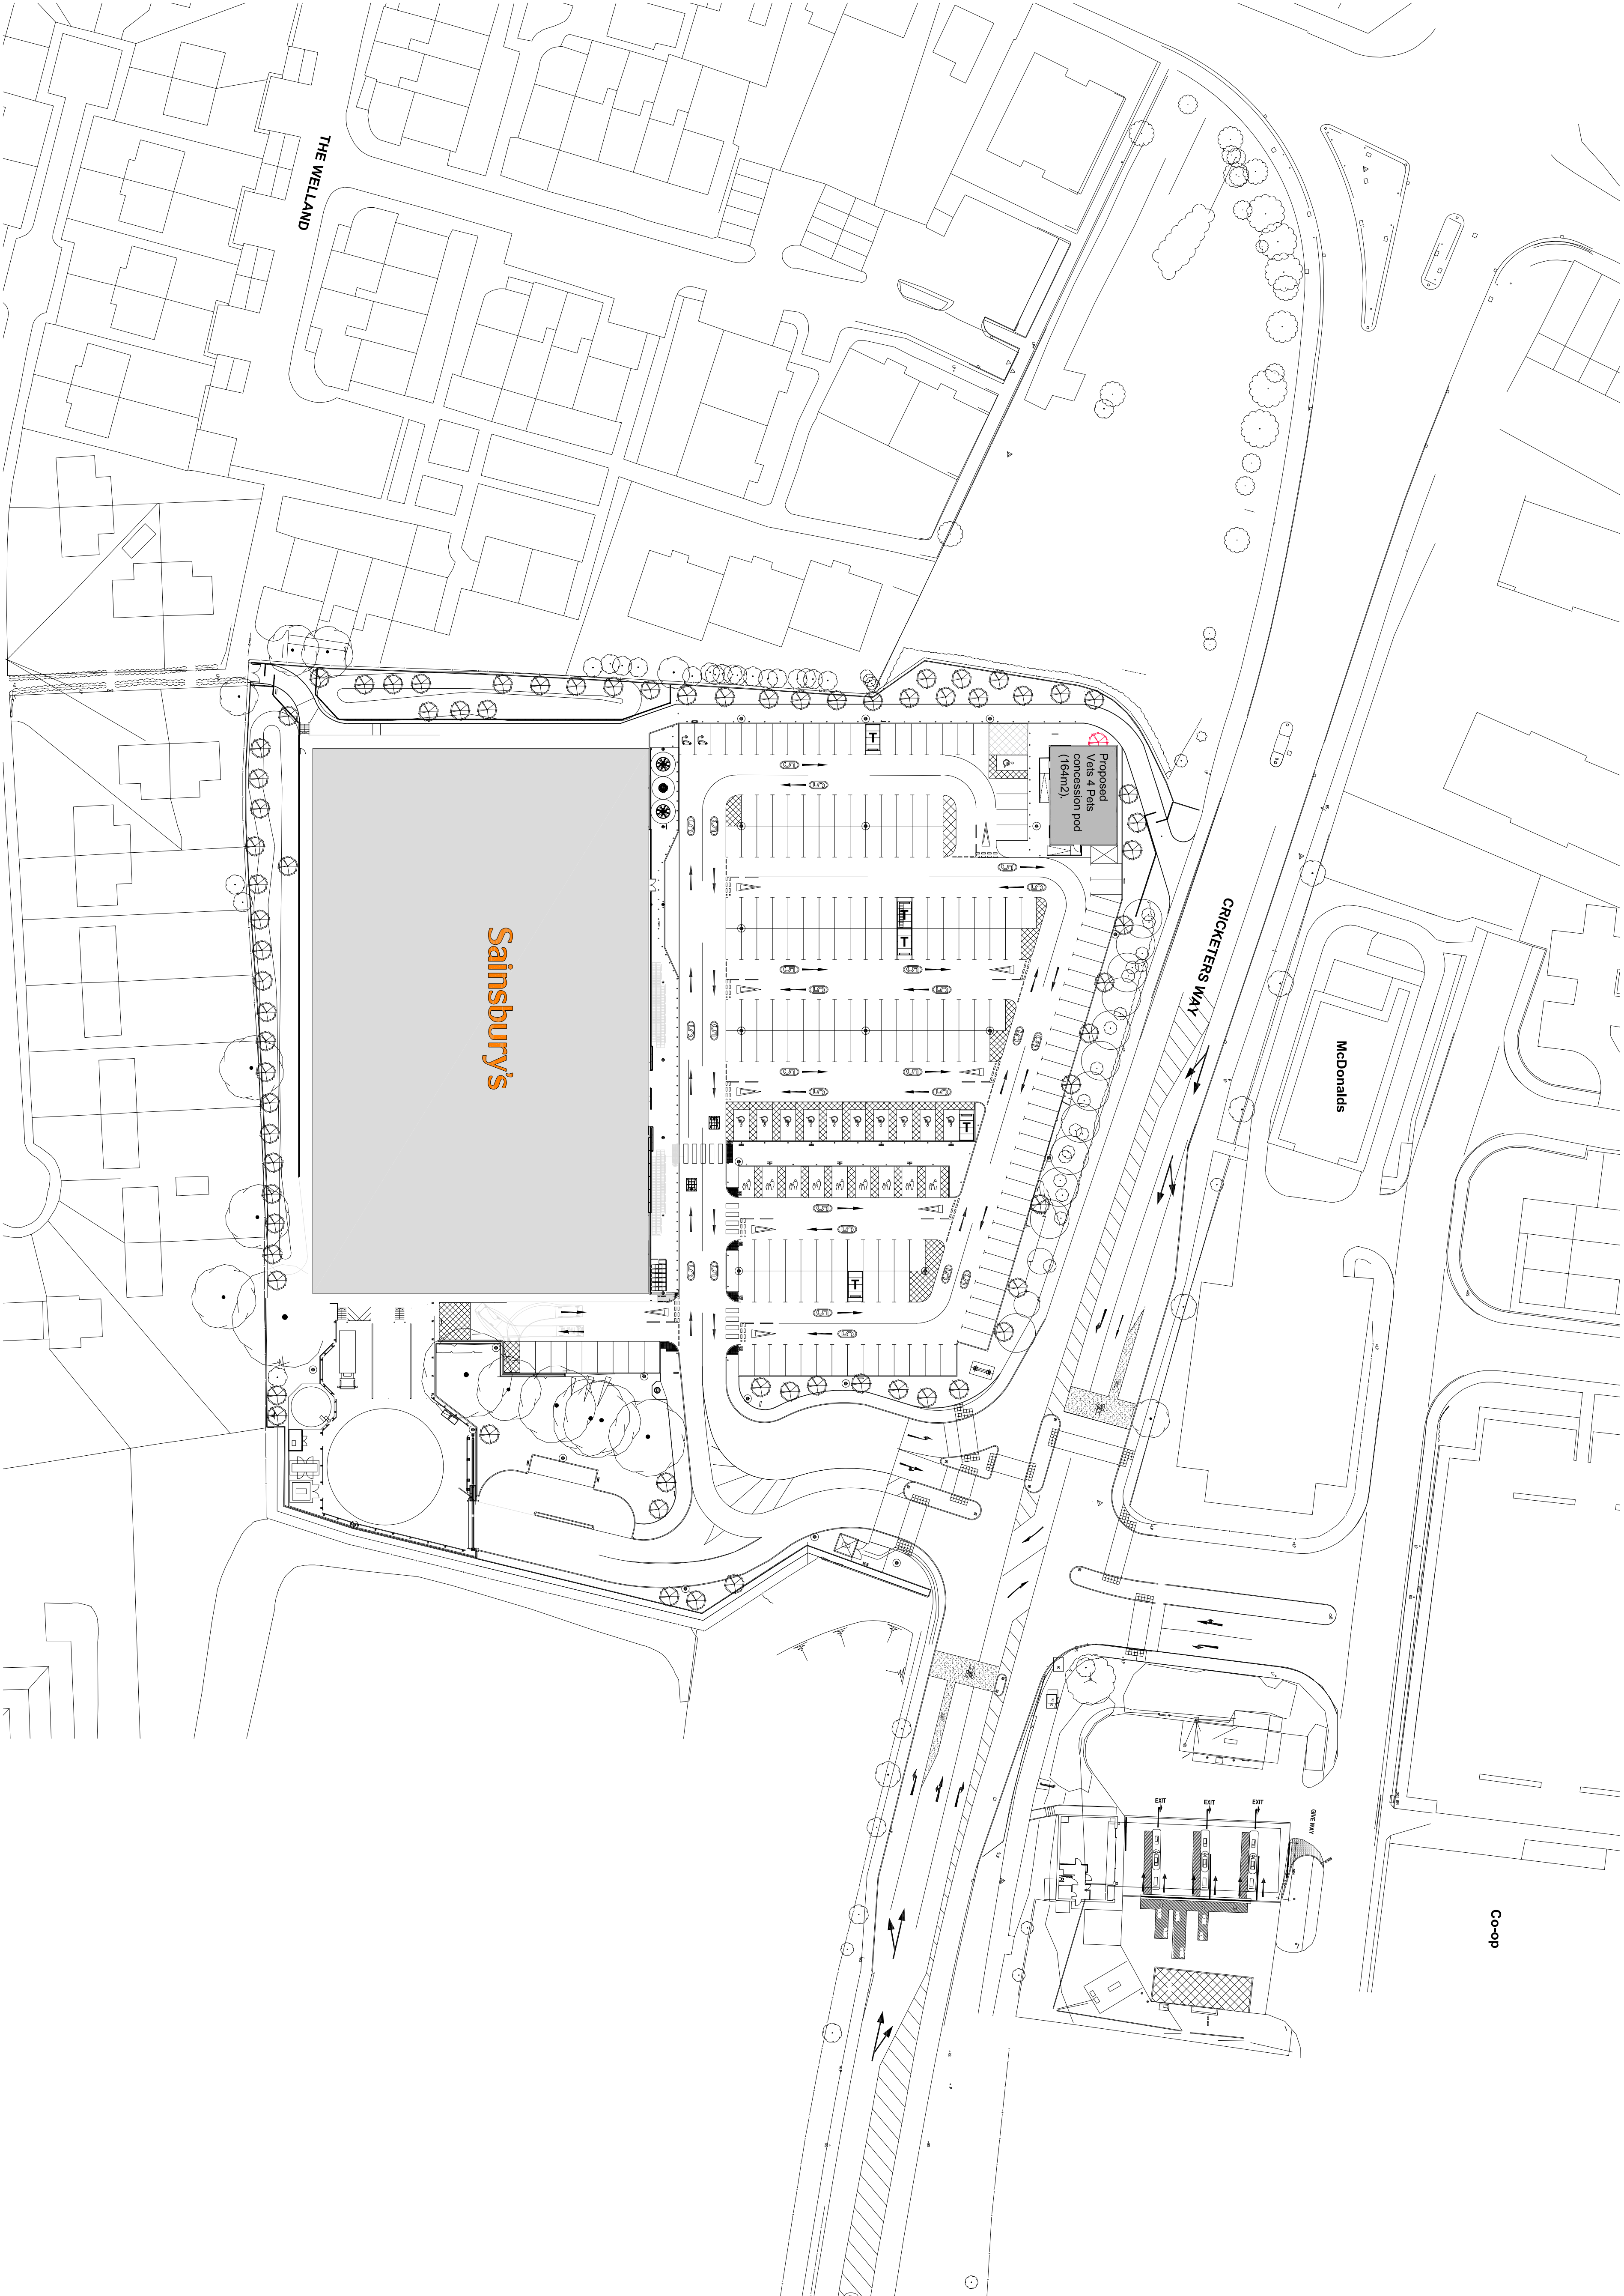 THE WELLAND
Proposed
Vets 4 Pets
concession pod
(164m2).
CRICKETERS WAY
Sainsbury's
McDonalds
T
T
T
T
T
EXIT
EXIT
EXIT
GIVE WAY
Co-op